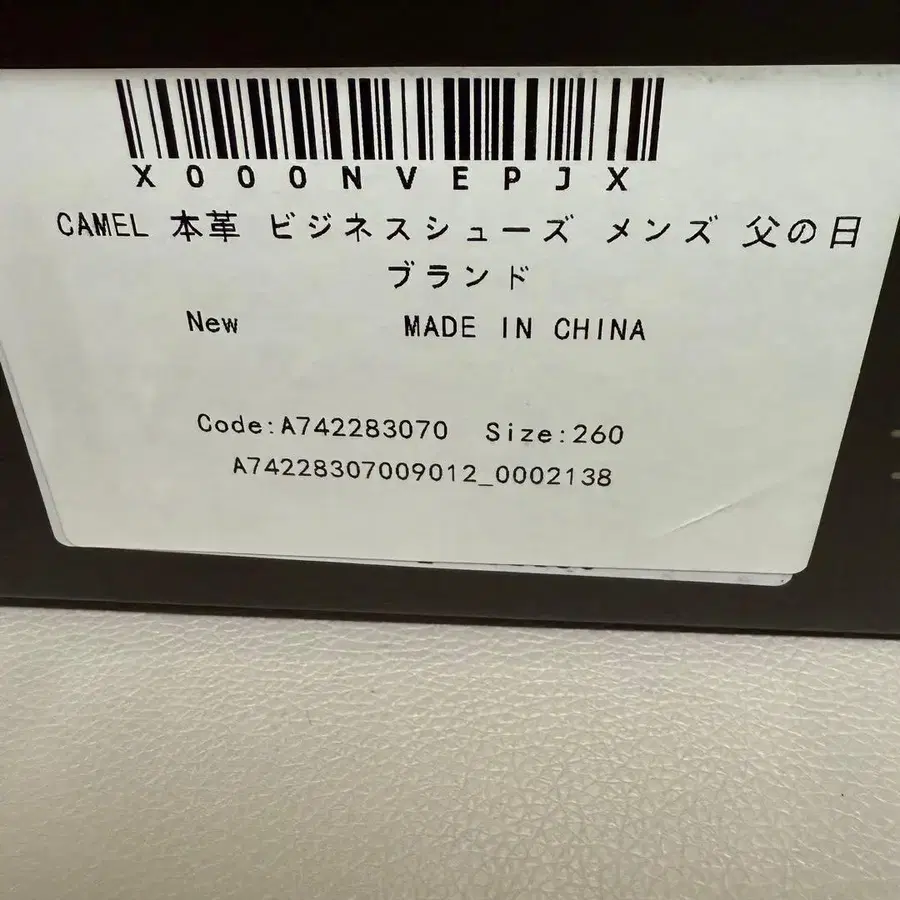 X000NVEPJX
CAMEL 本革 ビジネスシューズ メンズ 父の日
ブランド
New MADE IN CHINA
Code:A742283070 Size:260
A74228307009012_0002138